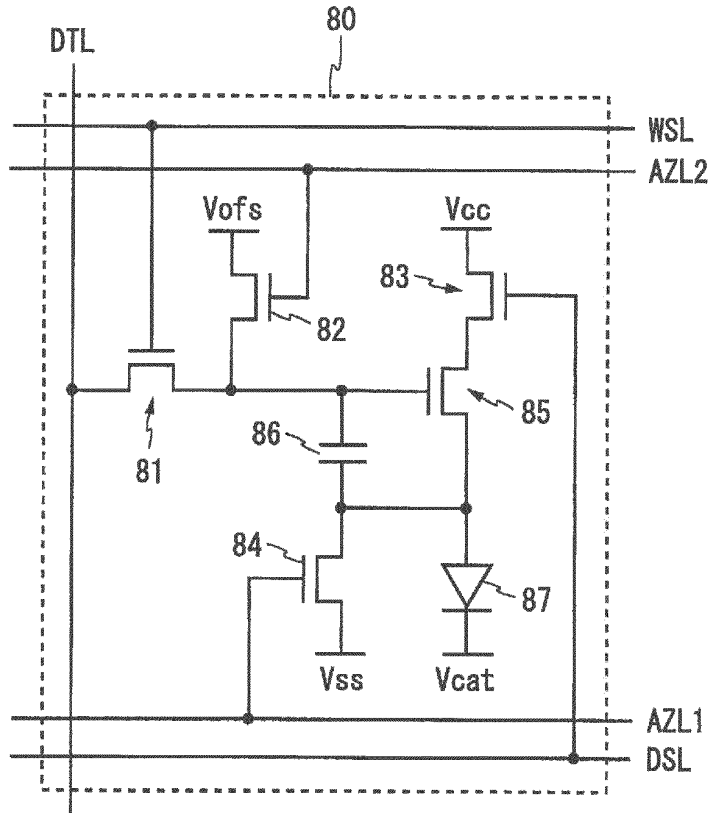 80
DTL
WSL
AZL2
Vofs
Vcc
83
82
85
86
81
84
87
Vss
Vcat
AZL1
DSL